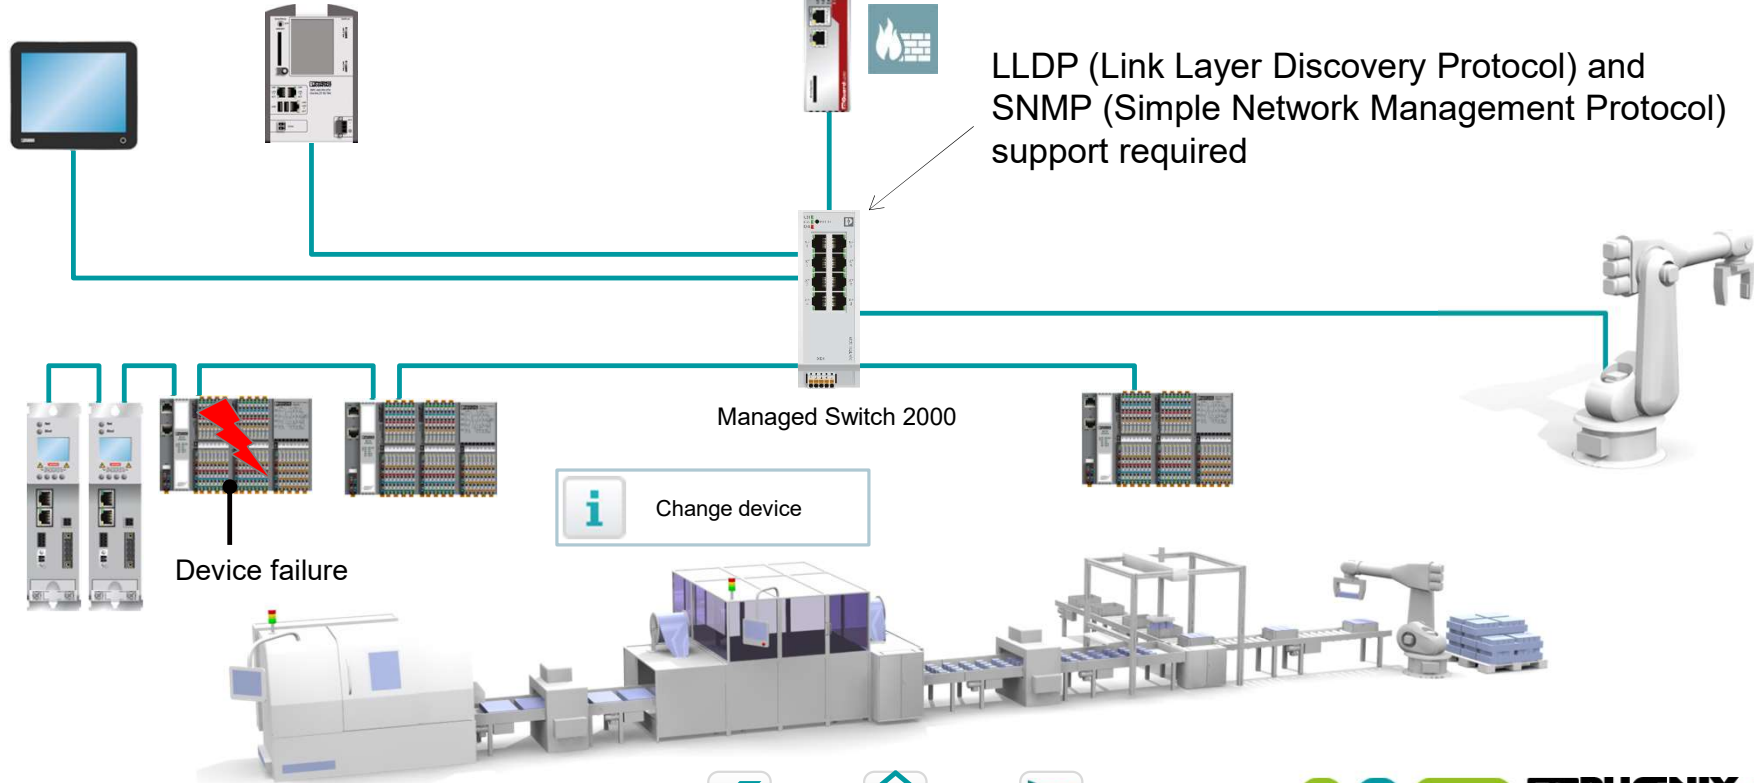 LLDP (Link Layer Discovery Protocol) and
SNMP (Simple Network Management Protocol)
support required
Managed Switch 2000
i Change device
Device failure